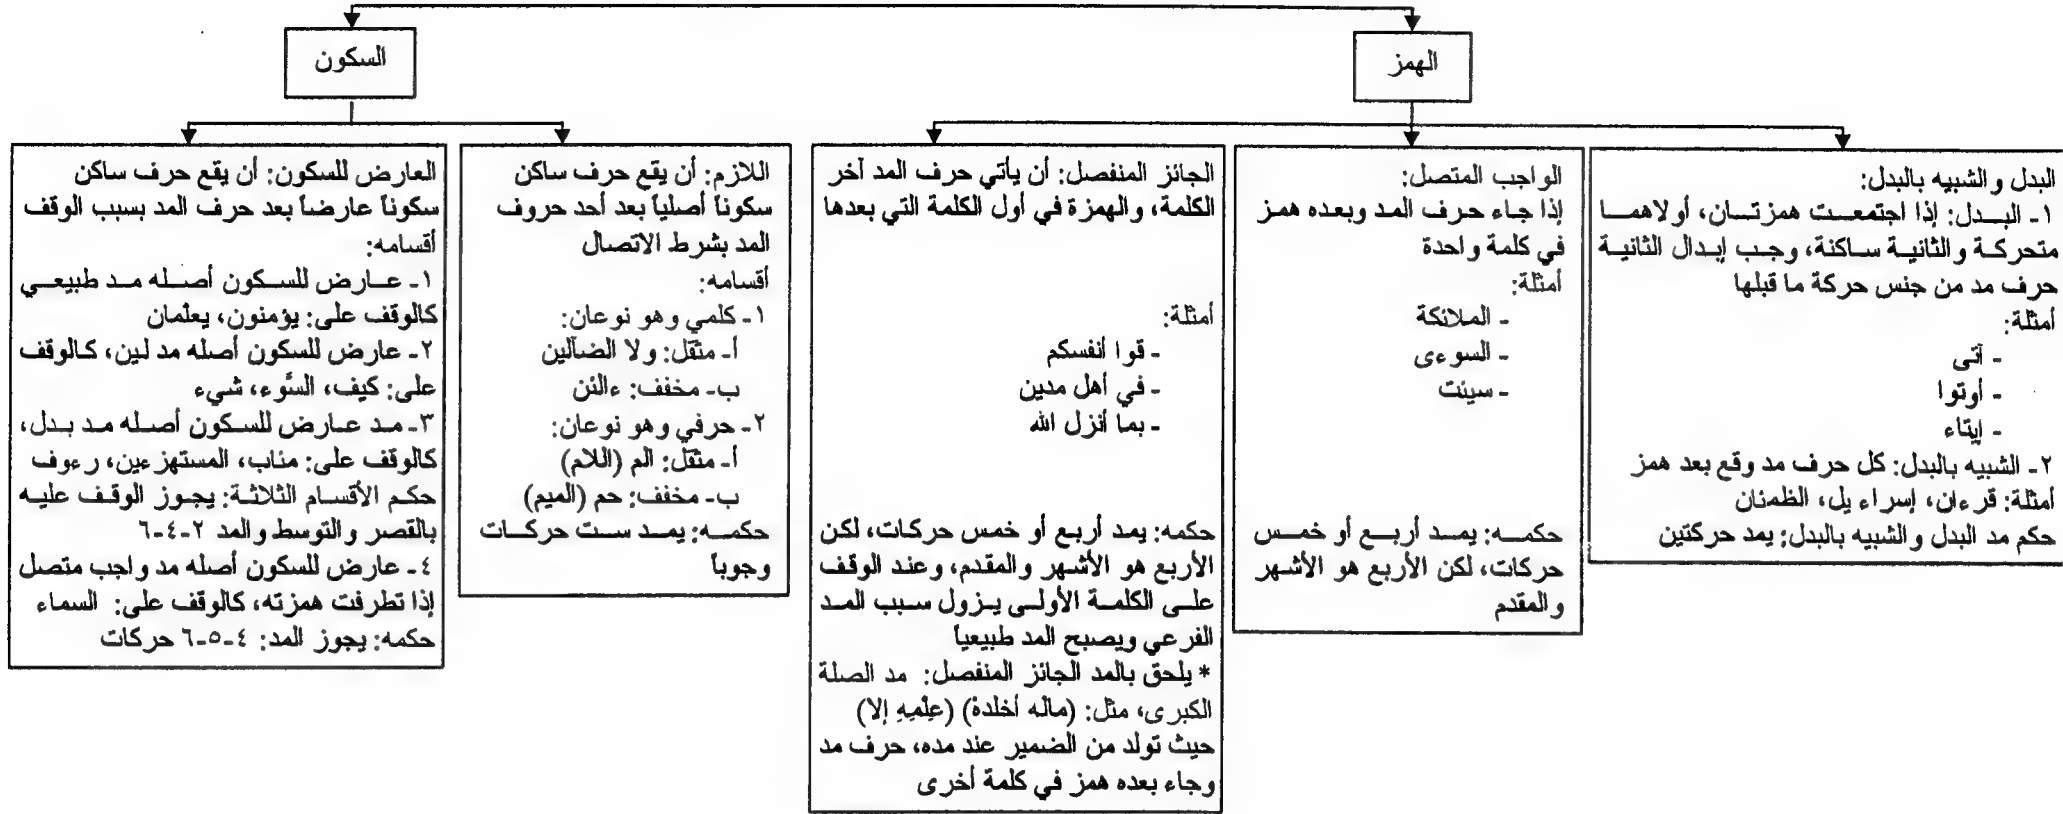 الهمز
السكون
البدل والشبيه بالبدل:
١- البدل: إذا اجتمعت همزتان، أولاهما
متحركة والثانية ساكنة، وجب إبدال الثانية
حرف مد من جنس حركة ما قبلها
أمثلة:
- آتى
- أوتوا
- إيتاء
٢- الشبيه بالبدل: كل حرف مد وقع بعد همز
أمثلة: قرءان، إسراءيل، الظمئان
حكم مد البدل والشبيه بالبدل: يمد حركتين
الواجب المتصل:
إذا جاء حرف المد وبعده همز
في كلمة واحدة
أمثلة:
- الملائكة
- السوءى
- سيئت
حكمه: يمد أربع أو خمس
حركات، لكن الأربع هو الأشهر
والمقدم
الجائز المنفصل: أن يأتي حرف المد آخر
الكلمة، والهمزة في أول الكلمة التي بعدها
أمثلة:
- قوا أنفسكم
- في أهل مدين
- بما أنزل الله
حكمه: يمد أربع أو خمس حركات، لكن
الأربع هو الأشهر والمقدم، وعند الوقف
على الكلمة الأولى يزول سبب المد
الفرعي ويصبح المد طبيعياً
* يلحق بالمد الجائز المنفصل: مد الصلة
الكبرى، مثل: (ماله أخلدة) (عِلْمِهِ إلا)
حيث تولد من الضمير عند مده، حرف مد
وجاء بعده همز في كلمة أخرى
اللازم: أن يقع حرف ساكن
سكوناً أصلياً بعد أحد حروف
المد بشرط الاتصال
أقسامه:
١- كلمي وهو نوعان:
أ- مثقل: ولا الضآلين
ب- مخفف: ءالئن
٢- حرفي وهو نوعان:
أ- مثقل: الم (اللام)
ب- مخفف: حم (الميم)
حكمه: يمد ست حركات
وجوباً
العارض للسكون: أن يقع حرف ساكن
سكوناً عارضاً بعد حرف المد بسبب الوقف
أقسامه:
١- عارض للسكون أصله مد طبيعي
كالوقف على: يؤمنون، يعلْمان
٢- عارض للسكون أصله مد لين، كالوقف
على: كيف، السَّوء، شيء
٣- مد عارض للسكون أصله مد بدل،
كالوقف على: مئاب، المستهزءين، رءوف
حكم الأقسام الثلاثة: يجوز الوقف عليه
بالقصر والتوسط والمد ٢-٤-٦
٤- عارض للسكون أصله مد واجب متصل
إذا تطرفت همزته، كالوقف على: السماء
حكمه: يجوز المد: ٤-٥-٦ حركات